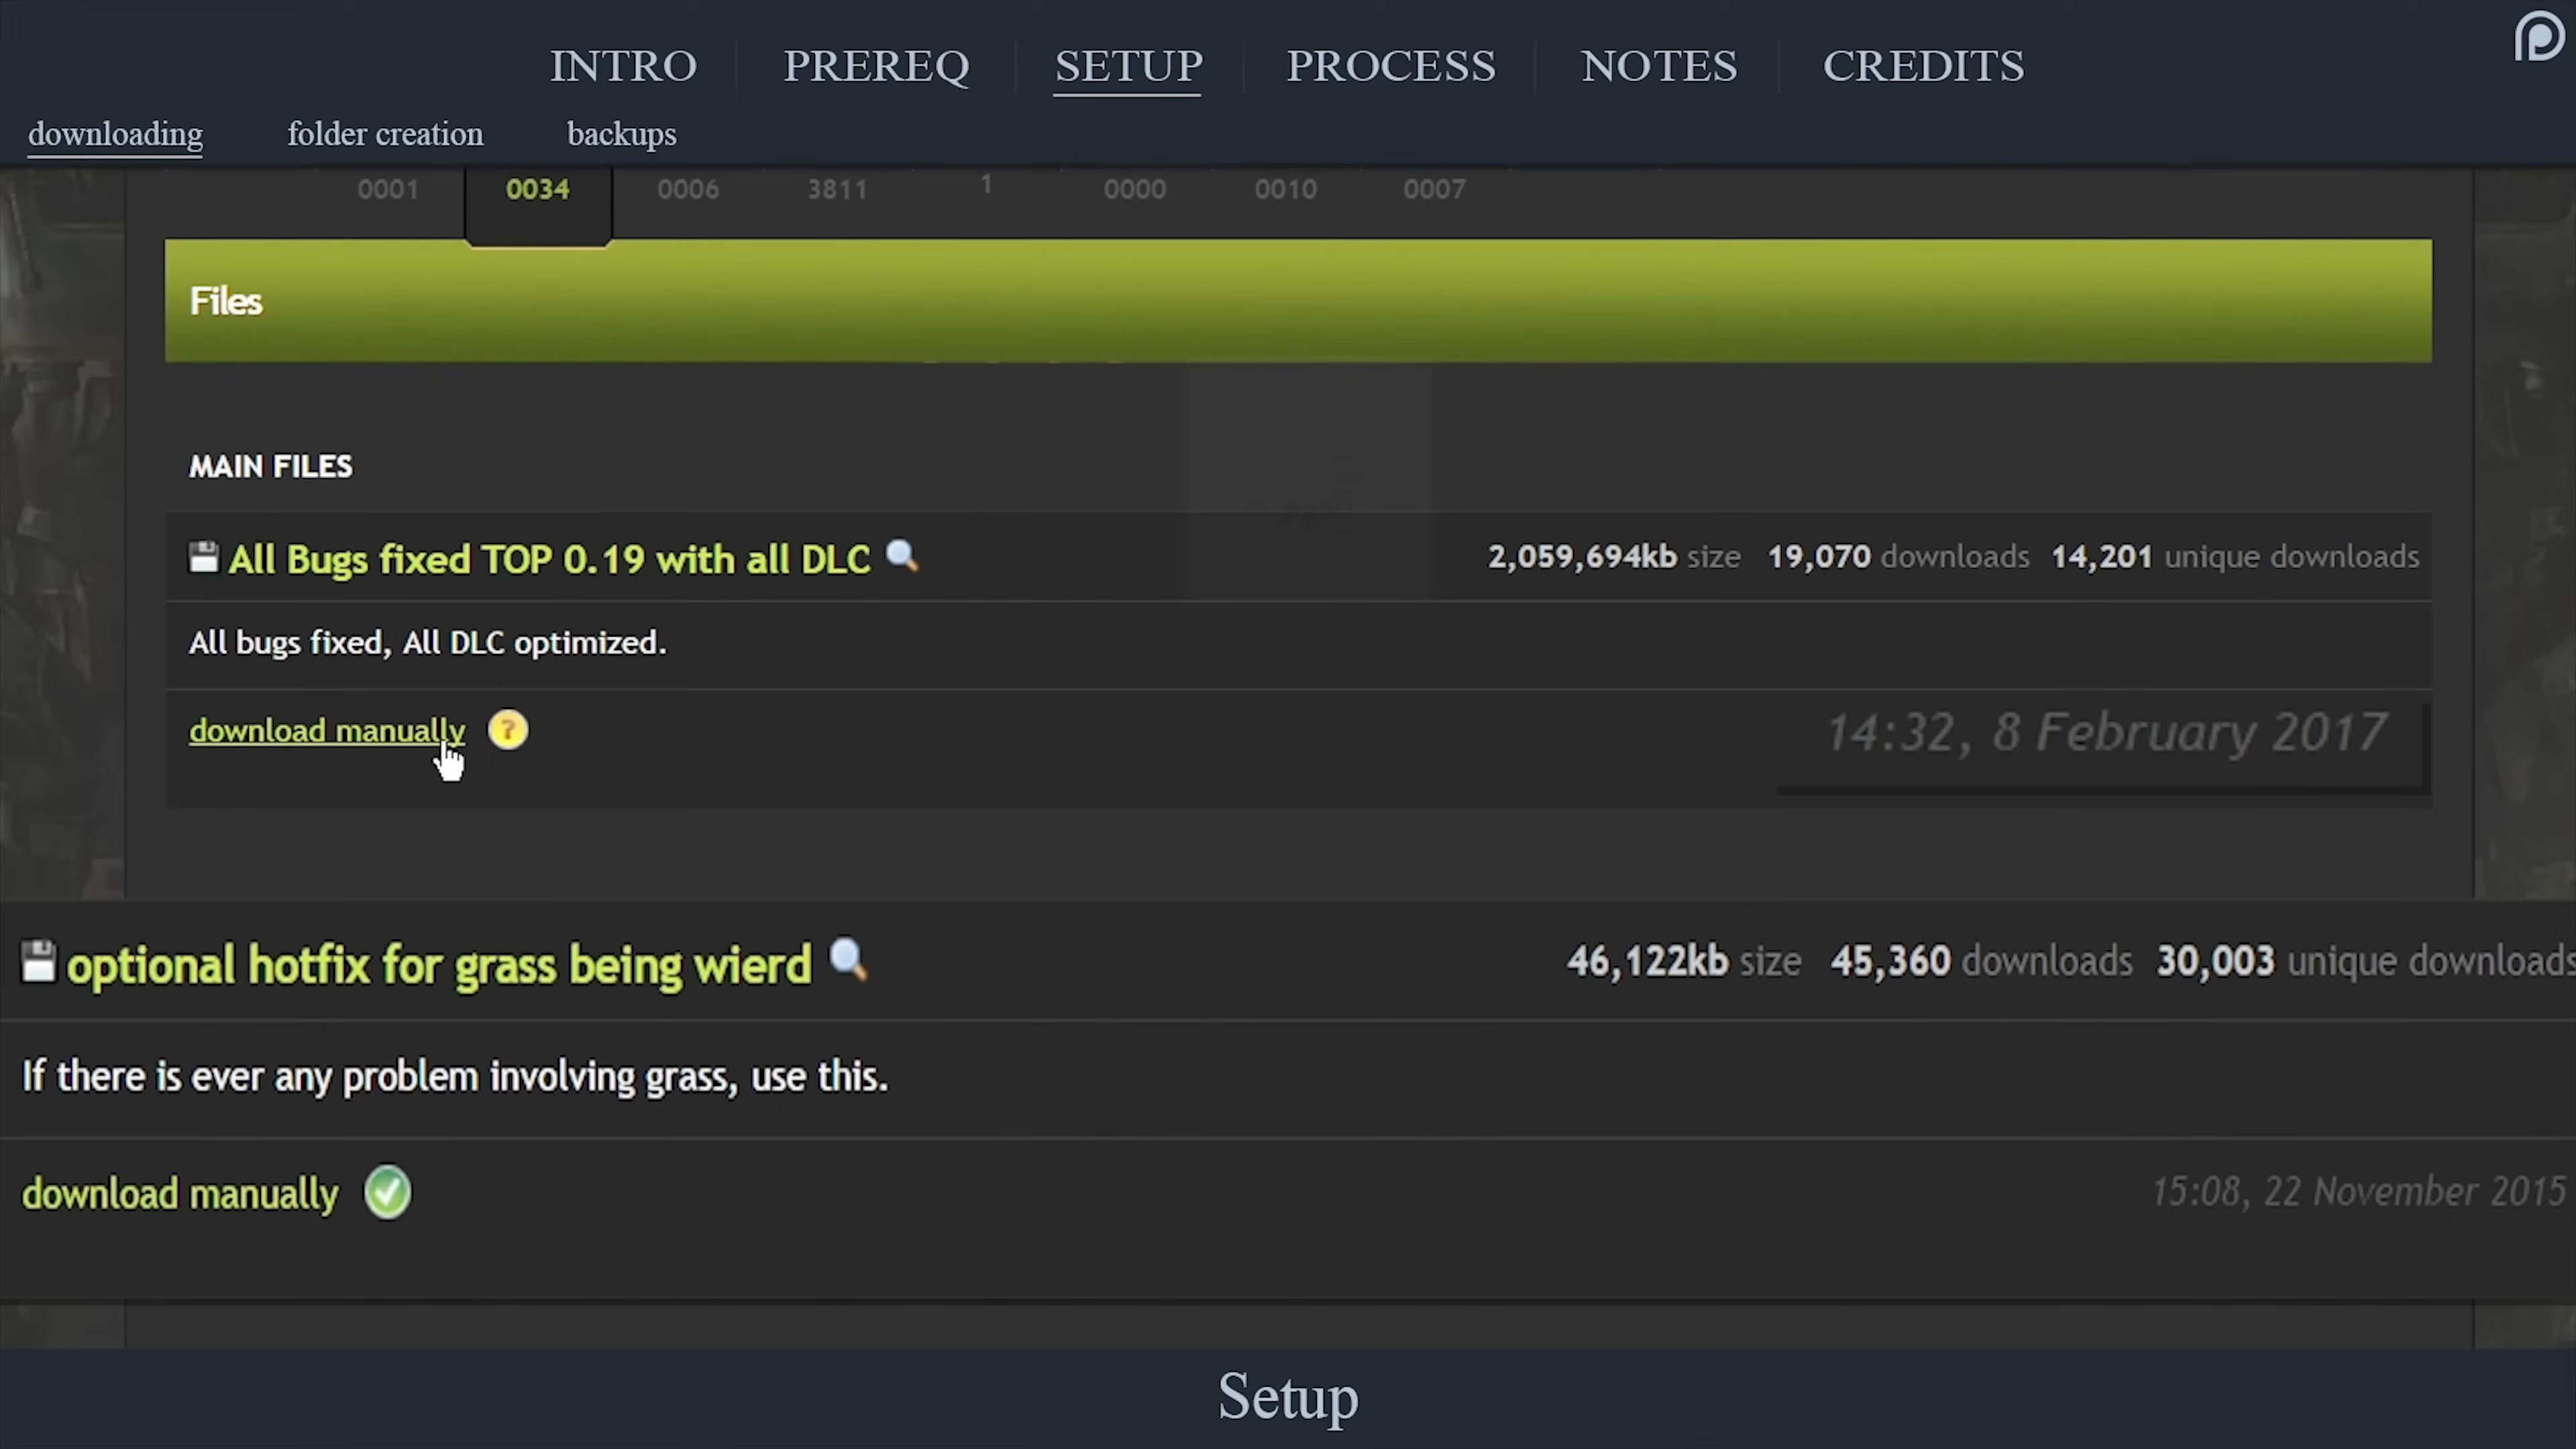 INTRO PREREQ SETUP PROCESS NOTES CREDITS
downloading folder creation backups
0001 0034 0006 3811 1 0000 0010 0007
Files
MAIN FILES
All Bugs fixed TOP 0.19 with all DLC 2,059,694kb size 19,070 downloads 14,201 unique downloads
All bugs fixed, All DLC optimized.
download manually ? 14:32, 8 February 2017
optional hotfix for grass being wierd 46,122kb size 45,360 downloads 30,003 unique downloads
If there is ever any problem involving grass, use this.
download manually 15:08, 22 November 2015
Setup